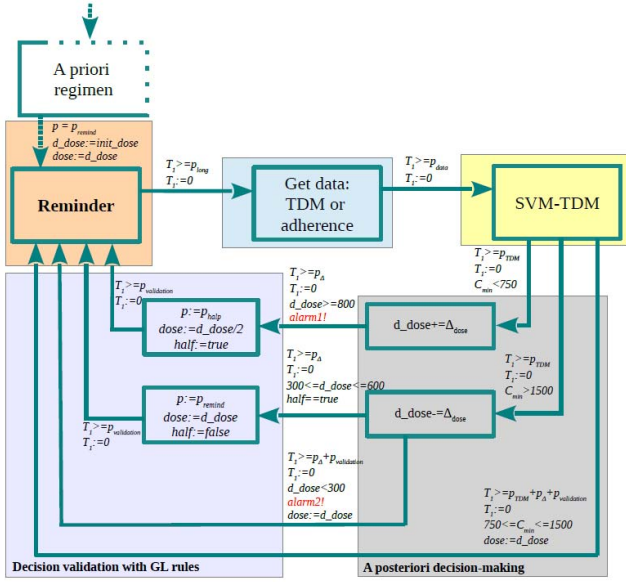 A priori
regimen
p = p_remind
d_dose:=init_dose
dose:=d_dose
Reminder
T_1>=p_long
T_1:=0
Get data:
TDM or
adherence
T_1>=p_data
T_1:=0
SVM-TDM
T_1>=p_TDM
T_1:=0
C_min<750
T_1>=p_validation
T_1:=0
p:=p_halp
dose:=d_dose/2
half:=true
T_1>=p_Δ
T_1:=0
d_dose>=800
alarm1!
d_dose+=Δ_dose
T_1>=p_TDM
T_1:=0
C_min>1500
T_1>=p_Δ
T_1:=0
300<=d_dose<=600
half==true
p:=p_remind
dose:=d_dose
half:=false
d_dose-=Δ_dose
T_1>=p_validation
T_1:=0
T_1>=p_Δ+p_validation
T_1:=0
d_dose<300
alarm2!
dose:=d_dose
T_1>=p_TDM+p_Δ+p_validation
T_1:=0
750<=C_min<=1500
dose:=d_dose
Decision validation with GL rules
A posteriori decision-making